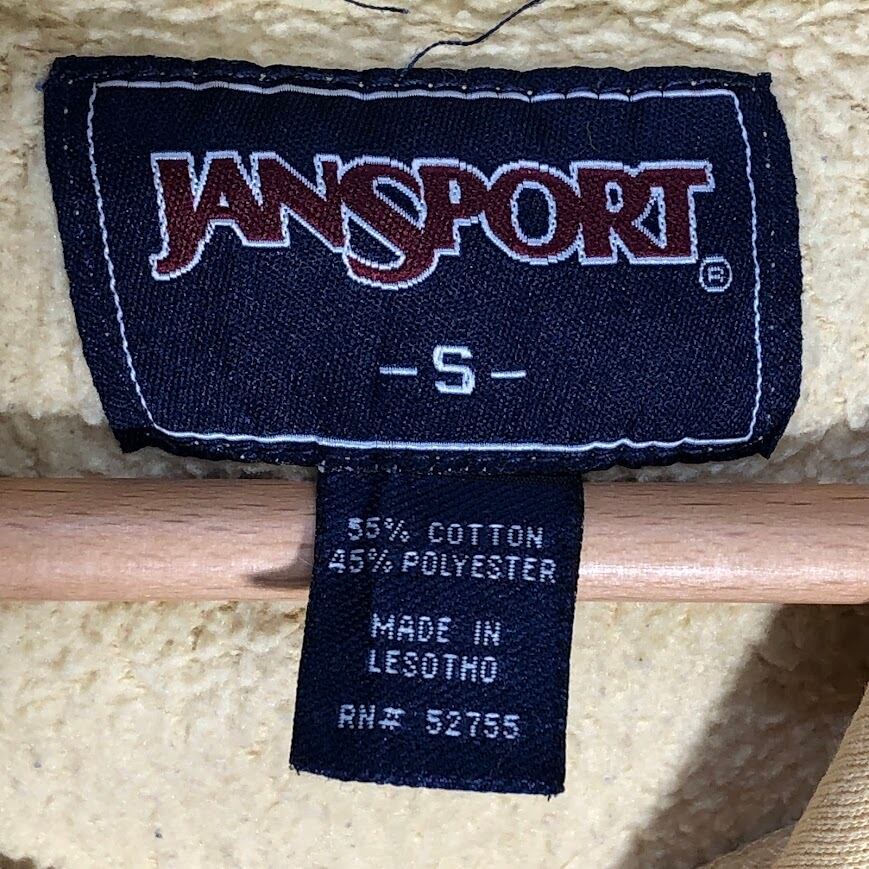 JANSPORT ®
- S -
55% COTTON
45% POLYESTER
MADE IN
LESOTHO
RN# 52755